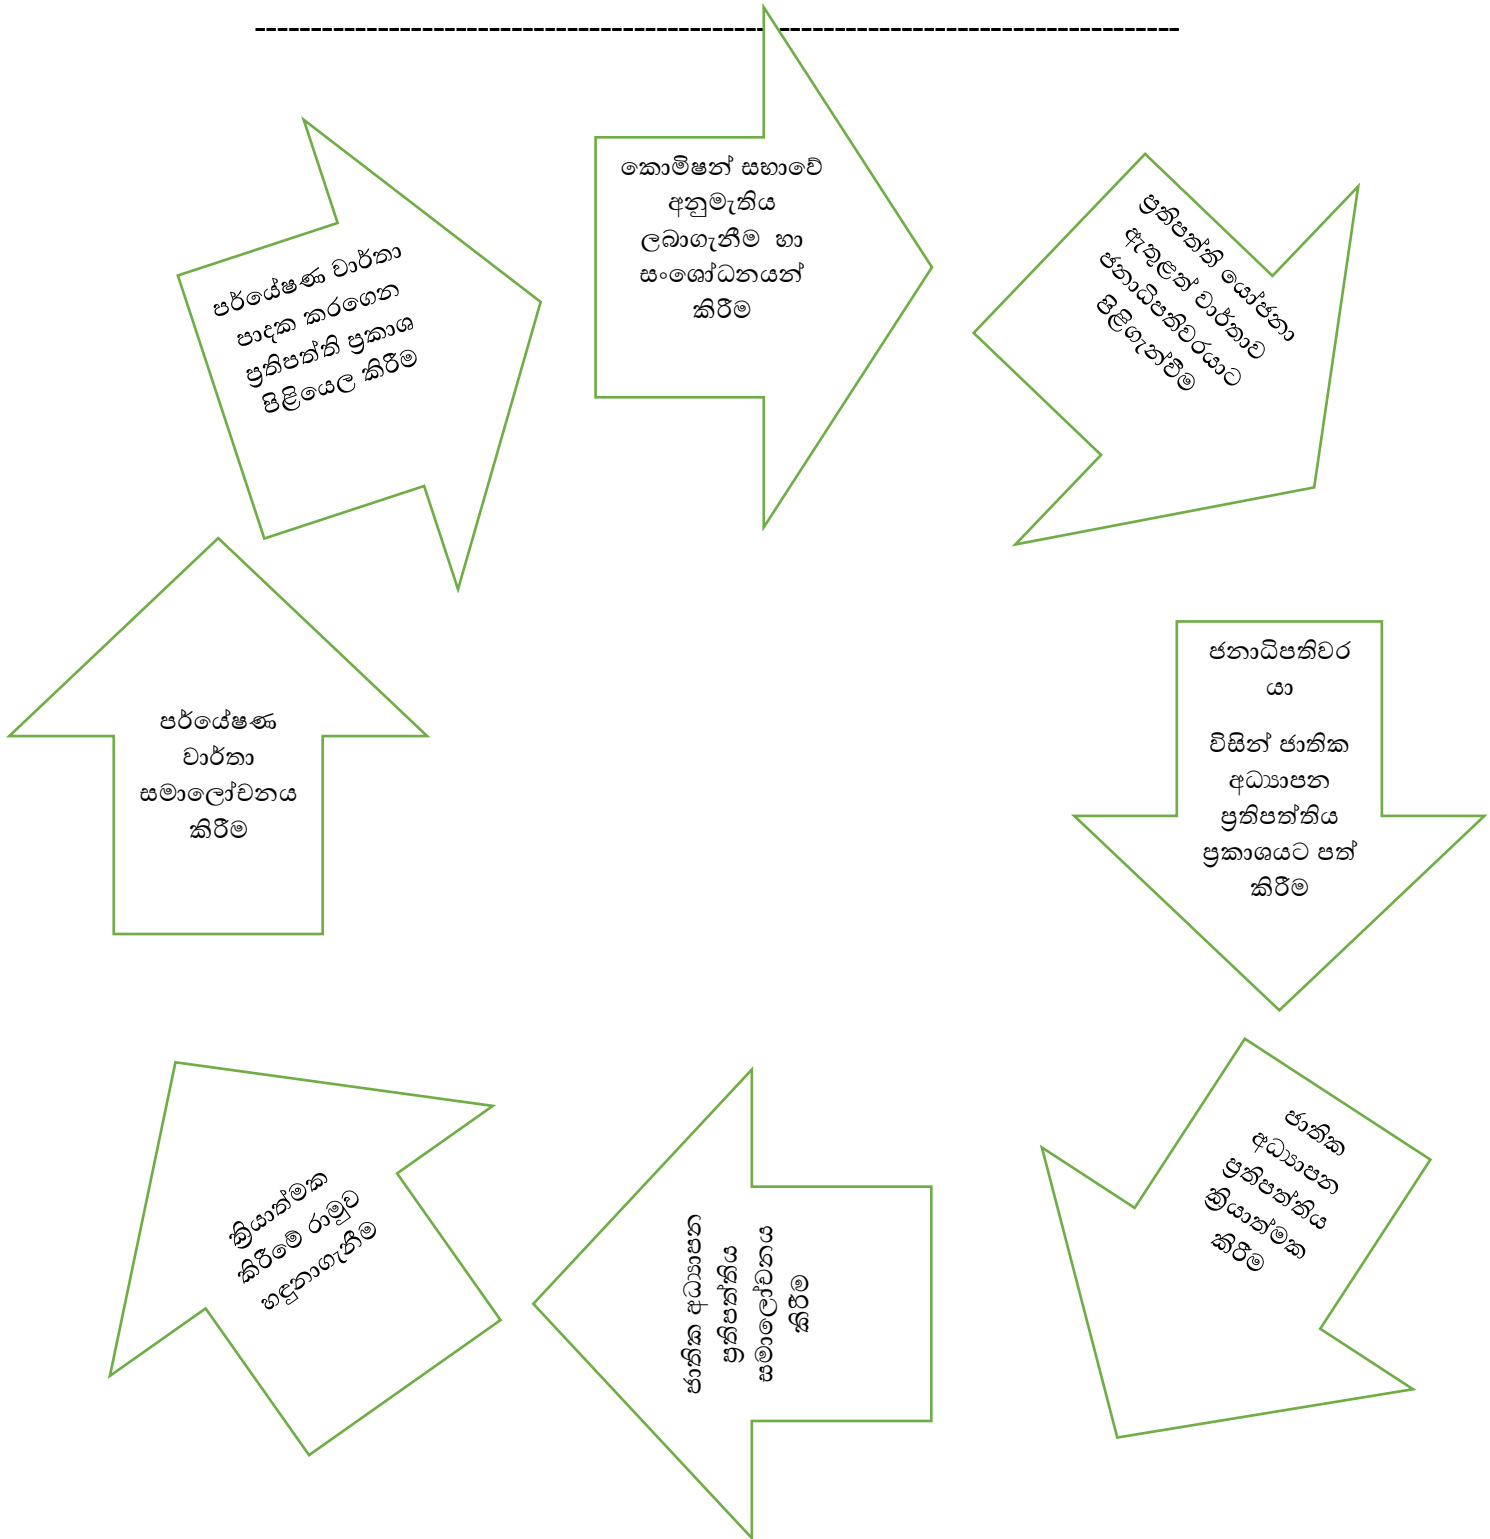 --------------------------------------------------------------------------------------
කොමිෂන් සභාවේ
අනුමැතිය
ලබාගැනීම හා
සංශෝධනයන්
කිරීම
ප්‍රතිපත්ති යෝජනා
ඇතුළත් වාර්තාව
ජනාධිපතිවරයාට
පිළිගැන්වීම
ජනාධිපතිවර
යා
විසින් ජාතික
අධ්‍යාපන
ප්‍රතිපත්තිය
ප්‍රකාශයට පත්
කිරීම
ජාතික
අධ්‍යාපන
ප්‍රතිපත්තිය
ක්‍රියාත්මක
කිරීම
ජාතික අධ්‍යාපන
ප්‍රතිපත්තිය
සමාලෝචනය
කිරීම
ක්‍රියාත්මක
කිරීමේ රාමුව
හඳුනාගැනීම
පර්යේෂණ
වාර්තා
සමාලෝචනය
කිරීම
පර්යේෂණ වාර්තා
පාදක කරගෙන
ප්‍රතිපත්ති ප්‍රකාශ
පිළියෙල කිරීම